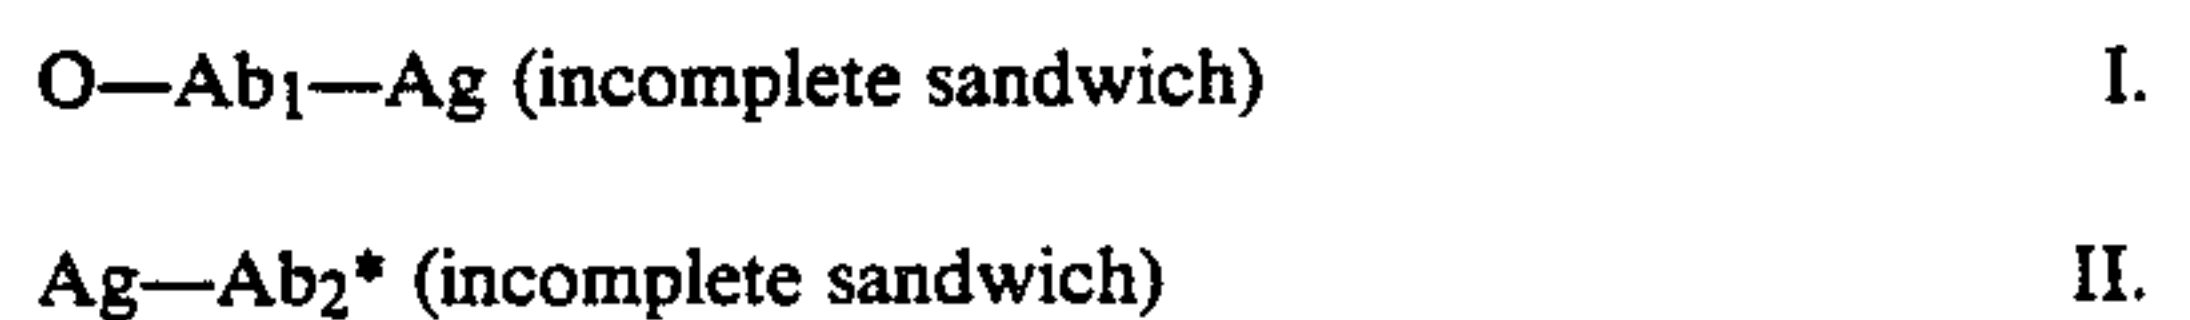 O—Ab₁—Ag (incomplete sandwich) I.
Ag—Ab₂* (incomplete sandwich) II.